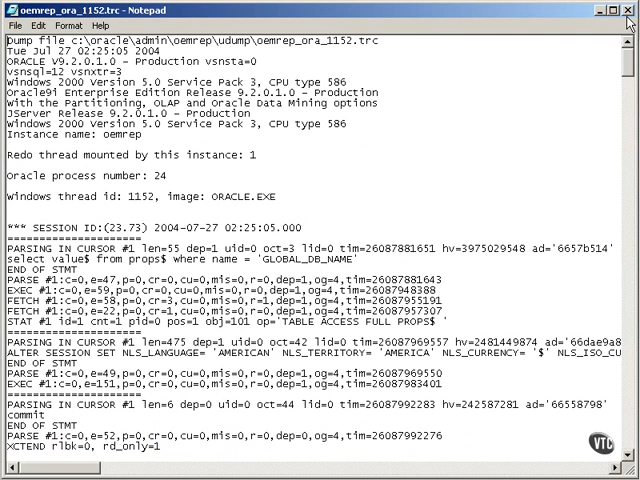 oemrep_ora_1152.trc - Notepad
File Edit Format Help
Dump file c:\oracle\admin\oemrep\udump\oemrep_ora_1152.trc
Tue Jul 27 02:25:05 2004
ORACLE V9.2.0.1.0 - Production vsnsta=0
vsnsql=12 vsnxtr=3
Windows 2000 Version 5.0 Service Pack 3, CPU type 586
Oracle9i Enterprise Edition Release 9.2.0.1.0 - Production
With the Partitioning, OLAP and Oracle Data Mining options
JServer Release 9.2.0.1.0 - Production
Windows 2000 Version 5.0 Service Pack 3, CPU type 586
Instance name: oemrep
Redo thread mounted by this instance: 1
Oracle process number: 24
Windows thread id: 1152, image: ORACLE.EXE
*** SESSION ID:(23.73) 2004-07-27 02:25:05.000
=====================
PARSING IN CURSOR #1 len=55 dep=1 uid=0 oct=3 lid=0 tim=26087881651 hv=3975029548 ad='6657b514'
select value$ from props$ where name = 'GLOBAL_DB_NAME'
END OF STMT
PARSE #1:c=0,e=47,p=0,cr=0,cu=0,mis=0,r=0,dep=1,og=4,tim=26087881643
EXEC #1:c=0,e=59,p=0,cr=0,cu=0,mis=0,r=0,dep=1,og=4,tim=26087948388
FETCH #1:c=0,e=58,p=0,cr=3,cu=0,mis=0,r=1,dep=1,og=4,tim=26087955191
FETCH #1:c=0,e=22,p=0,cr=1,cu=0,mis=0,r=0,dep=1,og=4,tim=26087957307
STAT #1 id=1 cnt=1 pid=0 pos=1 obj=101 op='TABLE ACCESS FULL PROPS$ '
=====================
PARSING IN CURSOR #1 len=475 dep=1 uid=0 oct=42 lid=0 tim=26087969557 hv=2481449874 ad='66dae9a8
ALTER SESSION SET NLS_LANGUAGE= 'AMERICAN' NLS_TERRITORY= 'AMERICA' NLS_CURRENCY= '$' NLS_ISO_CU
END OF STMT
PARSE #1:c=0,e=49,p=0,cr=0,cu=0,mis=0,r=0,dep=1,og=4,tim=26087969550
EXEC #1:c=0,e=151,p=0,cr=0,cu=0,mis=0,r=0,dep=1,og=4,tim=26087983401
=====================
PARSING IN CURSOR #1 len=6 dep=0 uid=0 oct=44 lid=0 tim=26087992283 hv=242587281 ad='66558798'
commit
END OF STMT
PARSE #1:c=0,e=52,p=0,cr=0,cu=0,mis=0,r=0,dep=0,og=4,tim=26087992276
XCTEND rlbk=0, rd_only=1
VTC